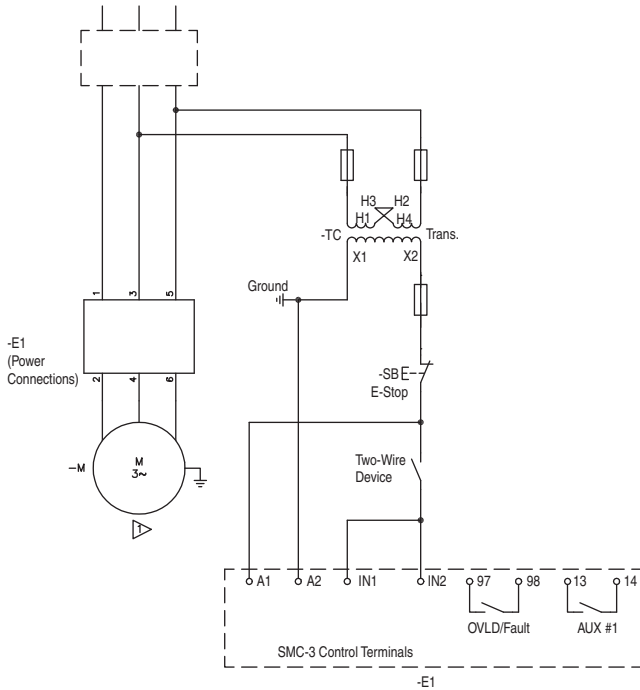 H3 H2
H1 H4
-TC Trans.
X1 X2
Ground
1 3 5
-E1
(Power
Connections)
2 4 6
-SB
E-Stop
-M
M
3~
1
Two-Wire
Device
A1 A2 IN1 IN2 97 98 13 14
OVLD/Fault AUX #1
SMC-3 Control Terminals
-E1